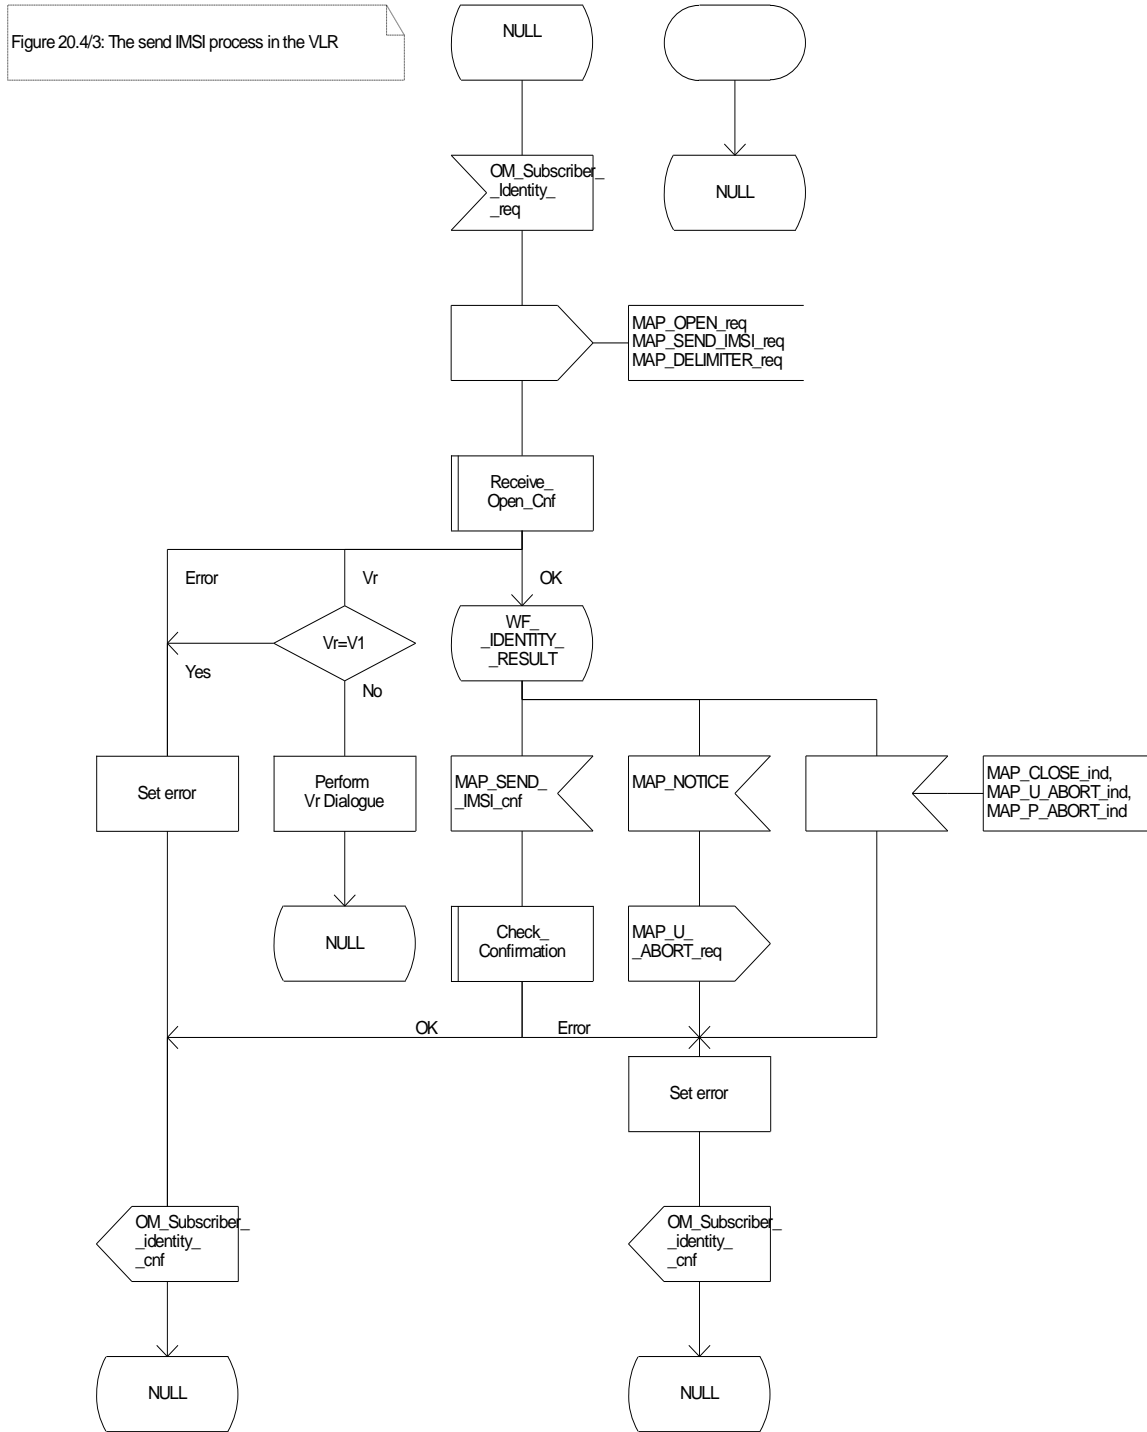 Figure 20.4/3: The send IMSI process in the VLR
NULL
OM_Subscriber_
_Identity_
_req
NULL
MAP_OPEN_req
MAP_SEND_IMSI_req
MAP_DELIMITER_req
Receive_
Open_Cnf
Error
Vr
OK
Vr=V1
WF_
_IDENTITY_
_RESULT
Yes
No
Set error
Perform
Vr Dialogue
MAP_SEND_
_IMSI_cnf
MAP_NOTICE
MAP_CLOSE_ind,
MAP_U_ABORT_ind,
MAP_P_ABORT_ind
NULL
Check_
Confirmation
MAP_U_
_ABORT_req
OK
Error
Set error
OM_Subscriber_
_identity_
_cnf
OM_Subscriber_
_identity_
_cnf
NULL
NULL